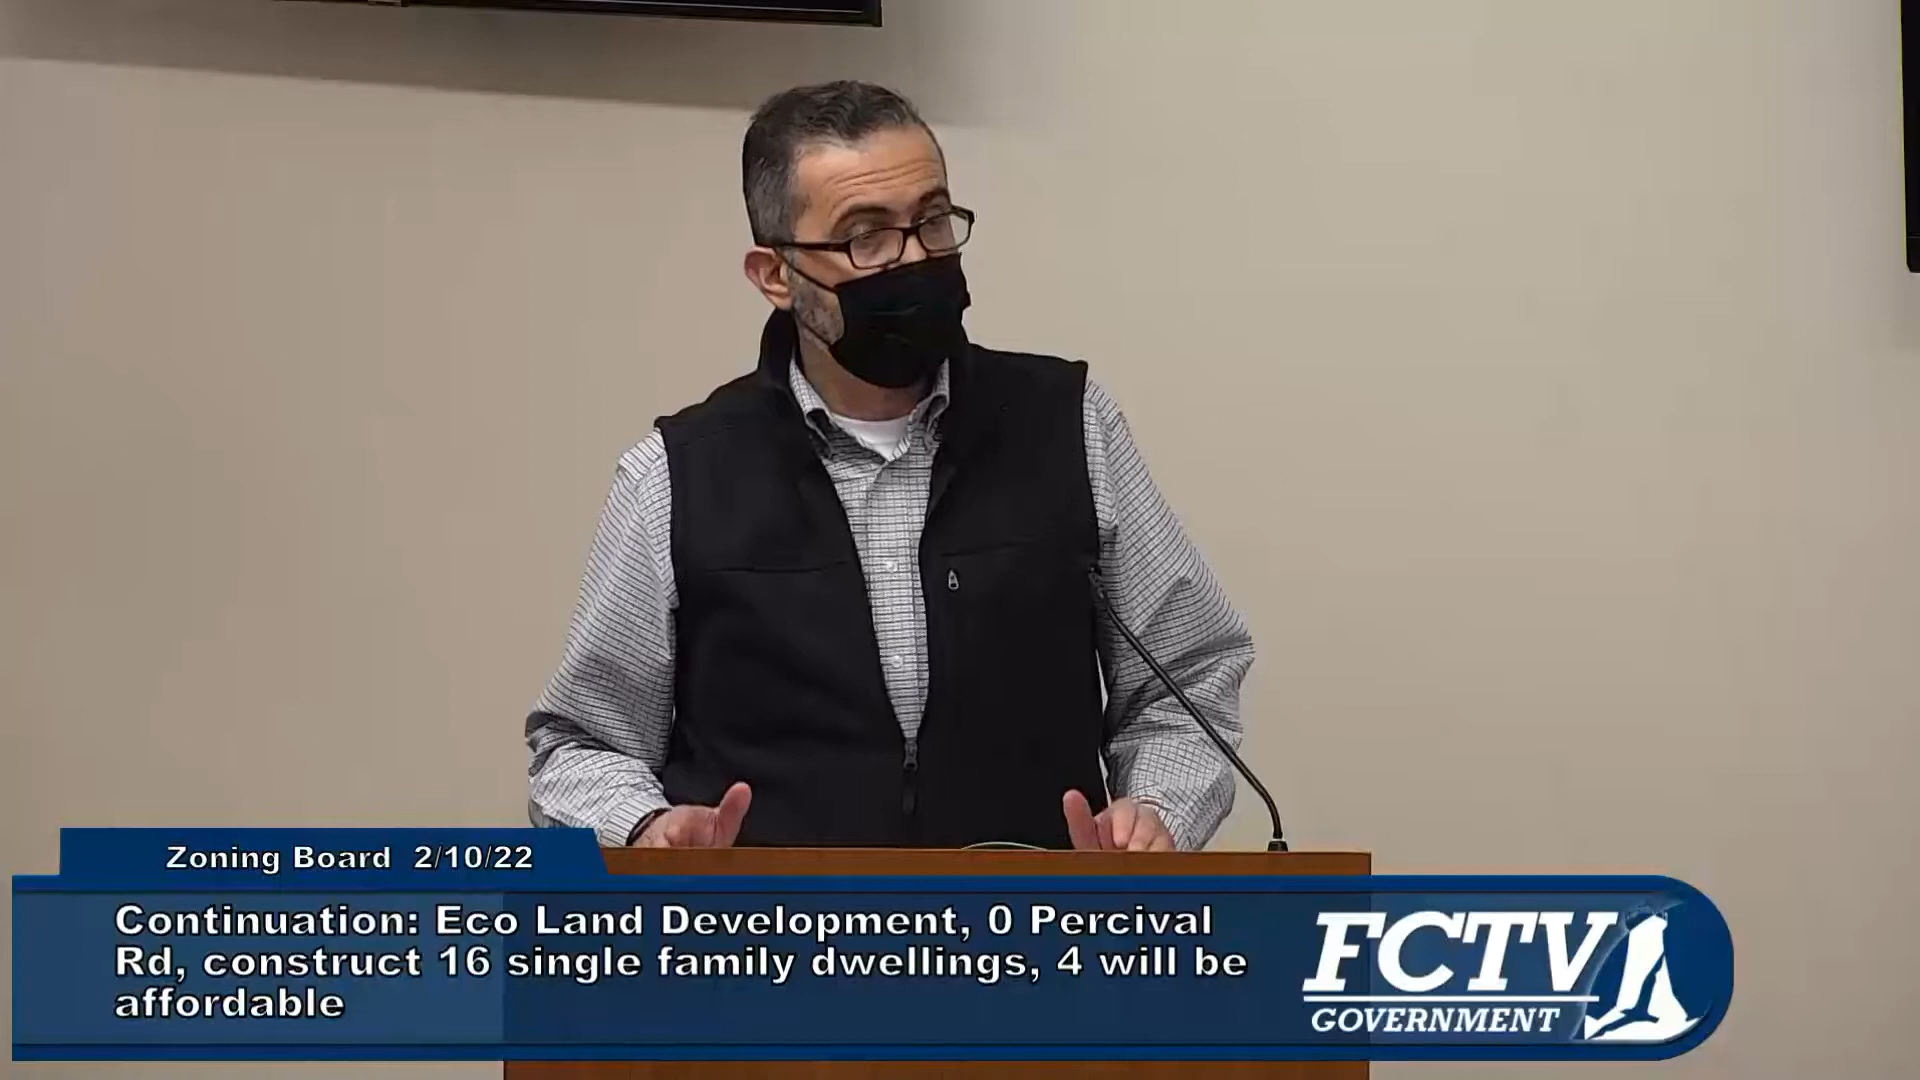 Zoning Board 2/10/22
Continuation: Eco Land Development, 0 Percival
Rd, construct 16 single family dwellings, 4 will be
affordable
FCTV
GOVERNMENT